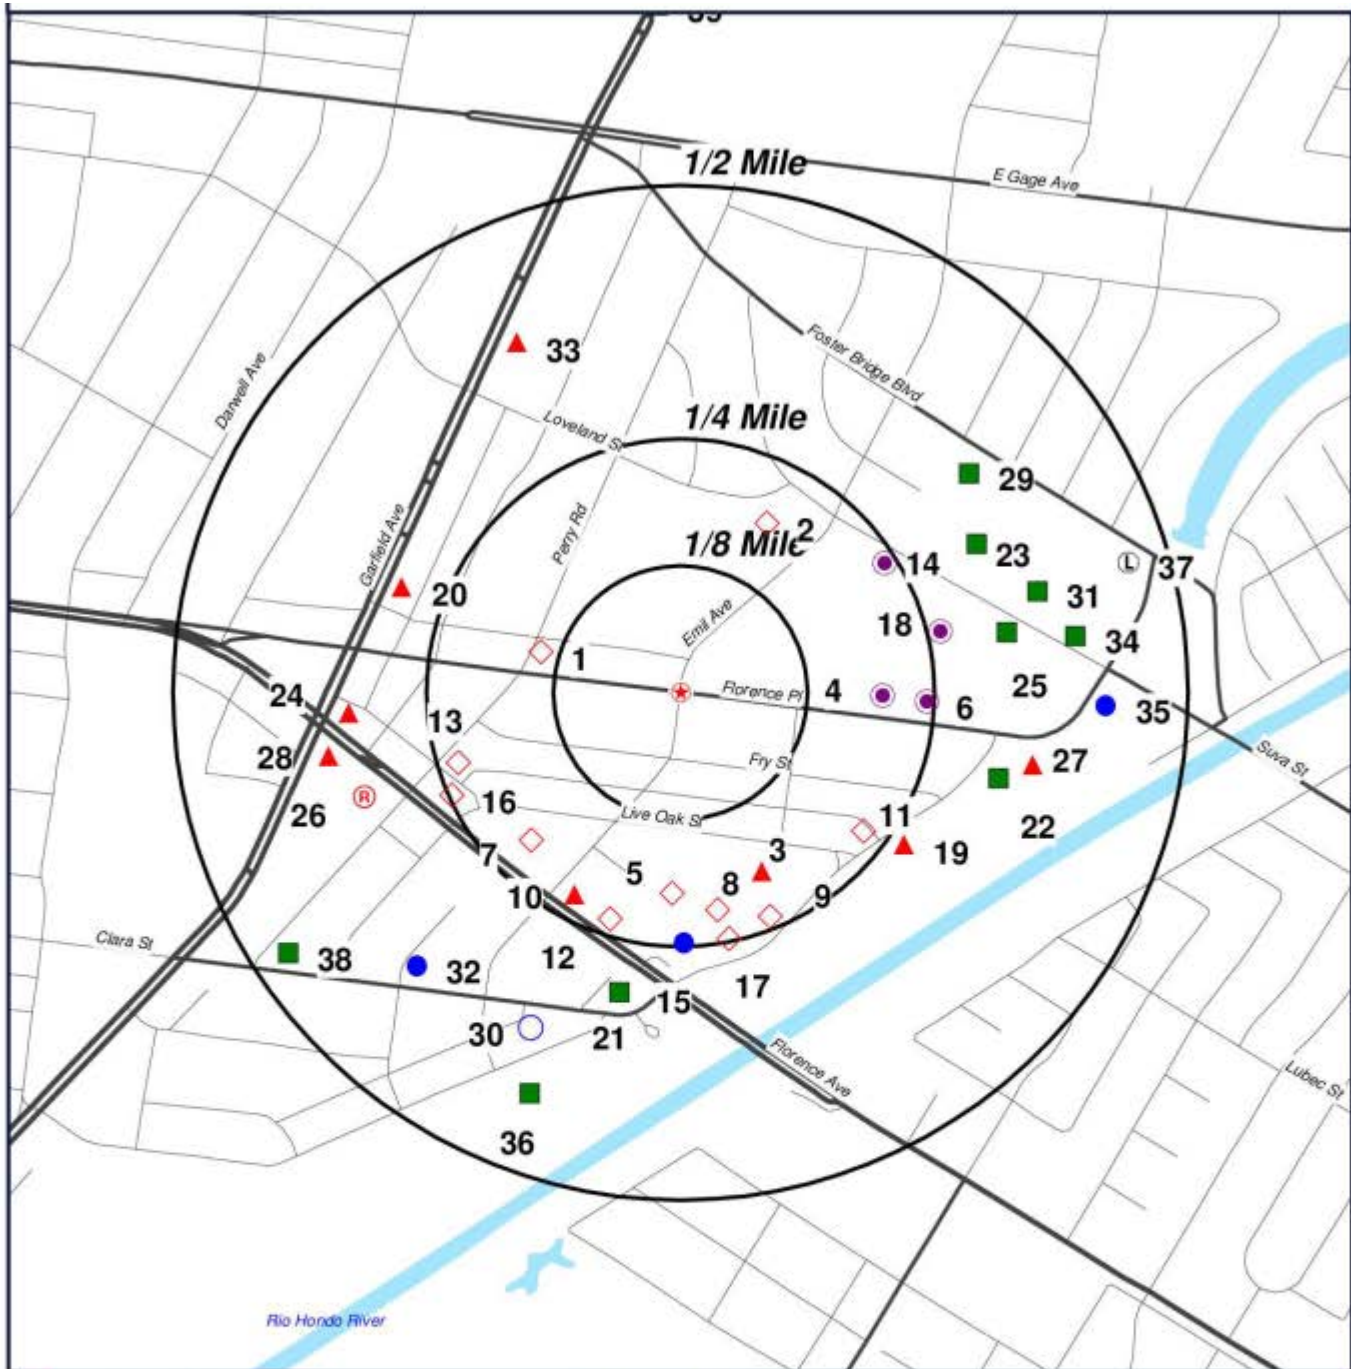 39
1/2 Mile
E Gage Ave
33
Foster Bridge Blvd
Darwell Ave
1/4 Mile
Loveland St
29
Perry Rd
2
1/8 Mile
14
23
L
37
Garfield Ave
20
31
Emil Ave
18
34
1
25
24
Florence Pl
4
6
35
13
28
Fry St
27
Suva St
R
16
26
Live Oak St
11
22
7
3
19
5
8
10
9
Clara St
38
32
12
17
15
30
21
Florence Ave
Lubec St
36
Rio Hondo River